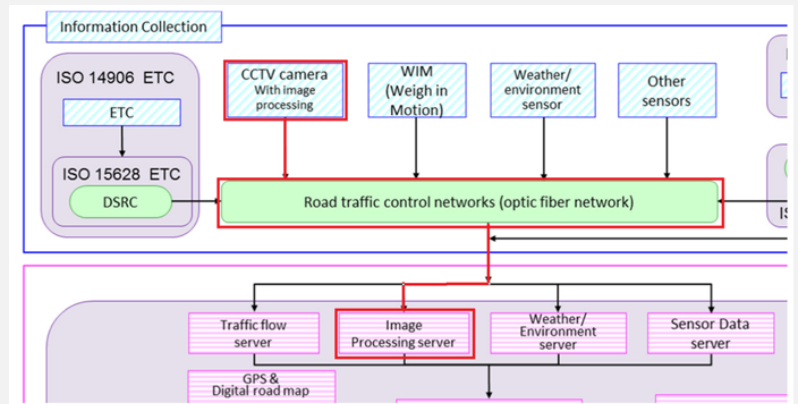 Information Collection
ISO 14906  ETC
ETC
ISO 15628  ETC
DSRC
CCTV camera
With image
processing
WIM
(Weigh in
Motion)
Weather/
environment
sensor
Other
sensors
Road traffic control networks (optic fiber network)
Traffic flow
server
Image
Processing server
Weather/
Environment
server
Sensor Data
server
GPS &
Digital road map